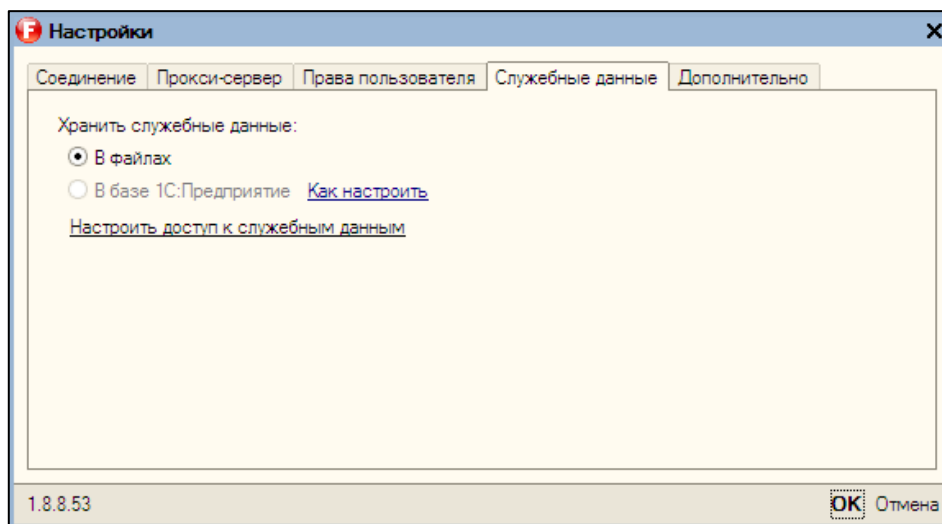 F Настройки
Соединение Прокси-сервер Права пользователя Служебные данные Дополнительно
Хранить служебные данные:
В файлах
В базе 1С:Предприятие Как настроить
Настроить доступ к служебным данным
1.8.8.53 OK Отмена